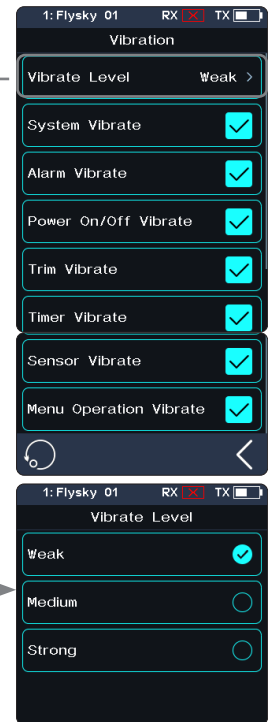 1: Flysky 01 RX TX
Vibration
Vibrate Level Weak >
System Vibrate
Alarm Vibrate
Power On/Off Vibrate
Trim Vibrate
Timer Vibrate
Sensor Vibrate
Menu Operation Vibrate
1: Flysky 01 RX TX
Vibrate Level
Weak
Medium
Strong